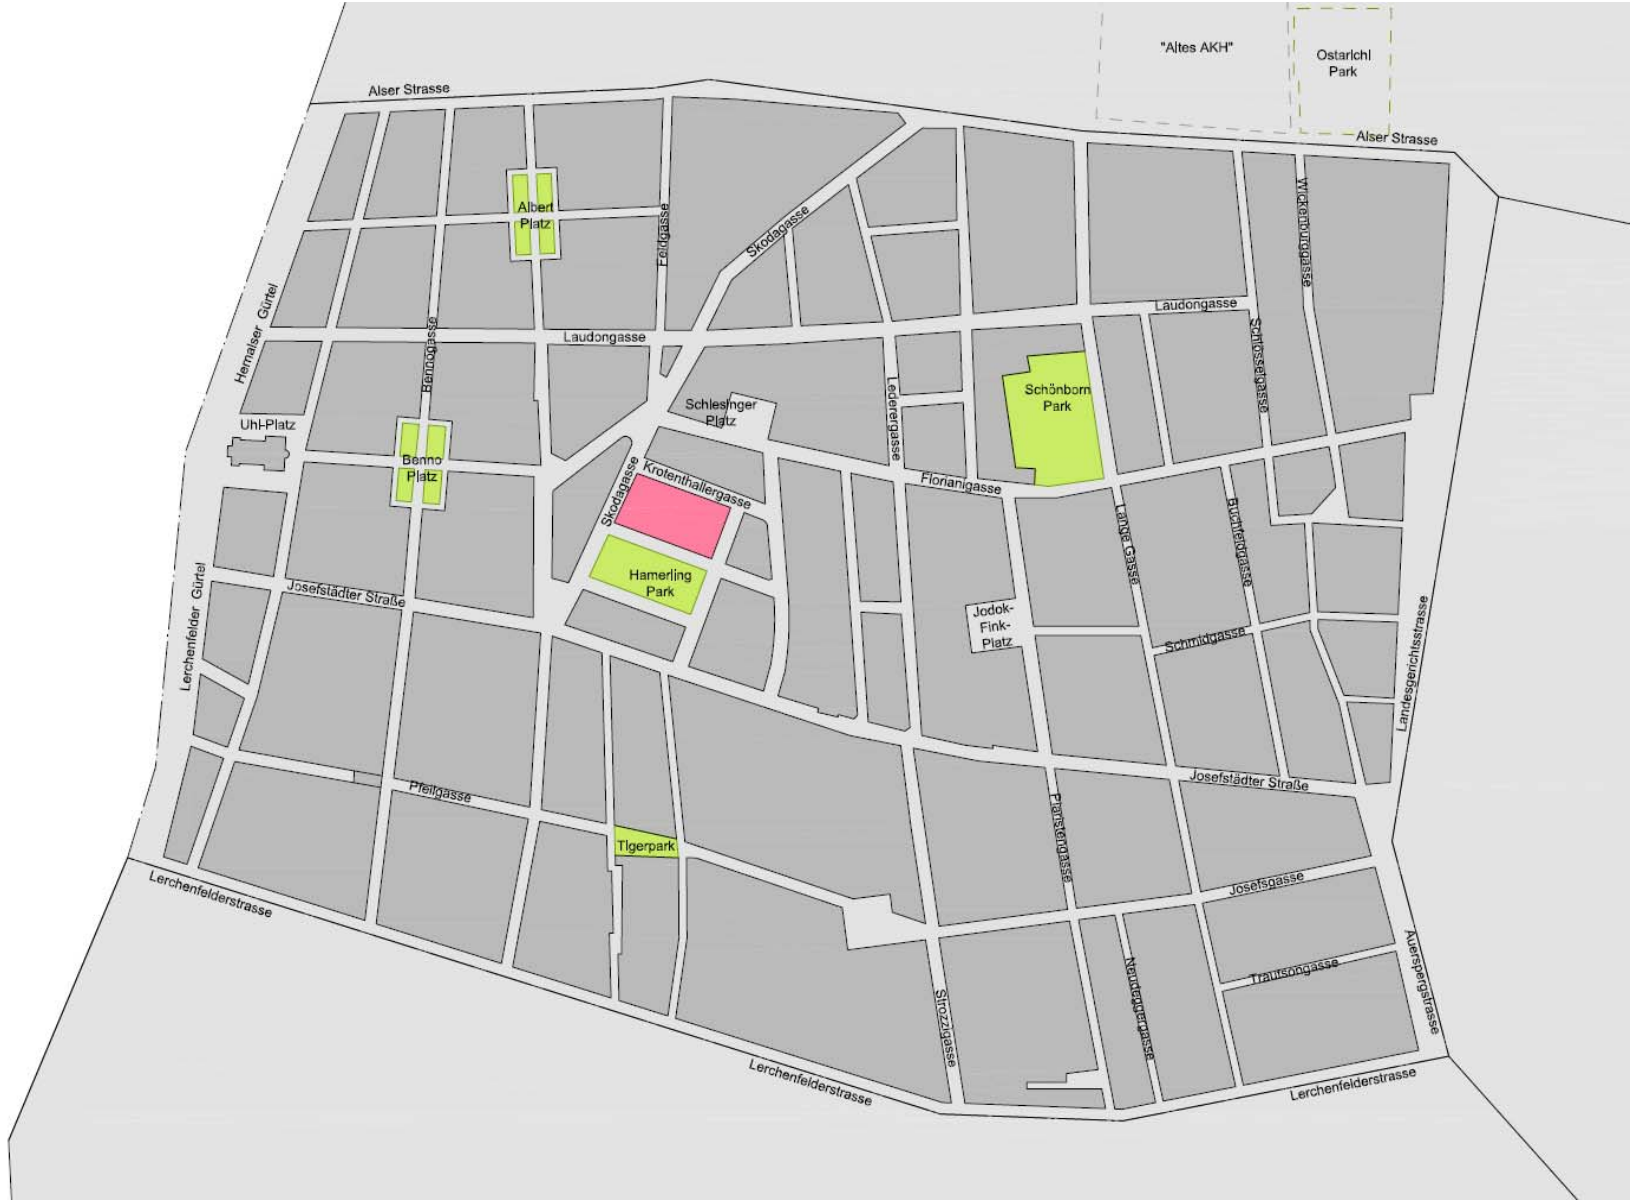 "Altes AKH"
Ostarichi
Park
Alser Strasse
Alser Strasse
Albert
Platz
Feldgasse
Skodagasse
Wickenburggasse
Hernalser Gürtel
Bennogasse
Laudongasse
Laudongasse
Schlösselgasse
Uhl-Platz
Schlesinger
Platz
Lederergasse
Schönborn
Park
Benno
Platz
Skodagasse
Krotenthallergasse
Florianigasse
Lange Gasse
Buchfeldgasse
Hamerling
Park
Josefstädter Straße
Lerchenfelder Gürtel
Jodok-
Fink-
Platz
Schmidgasse
Landesgerichtsstrasse
Josefstädter Straße
Pfeilgasse
Tigerpark
Piaristengasse
Josefsgasse
Lerchenfelderstrasse
Strozzigasse
Neudeggergasse
Trautsongasse
Auerspergstrasse
Lerchenfelderstrasse
Lerchenfelderstrasse